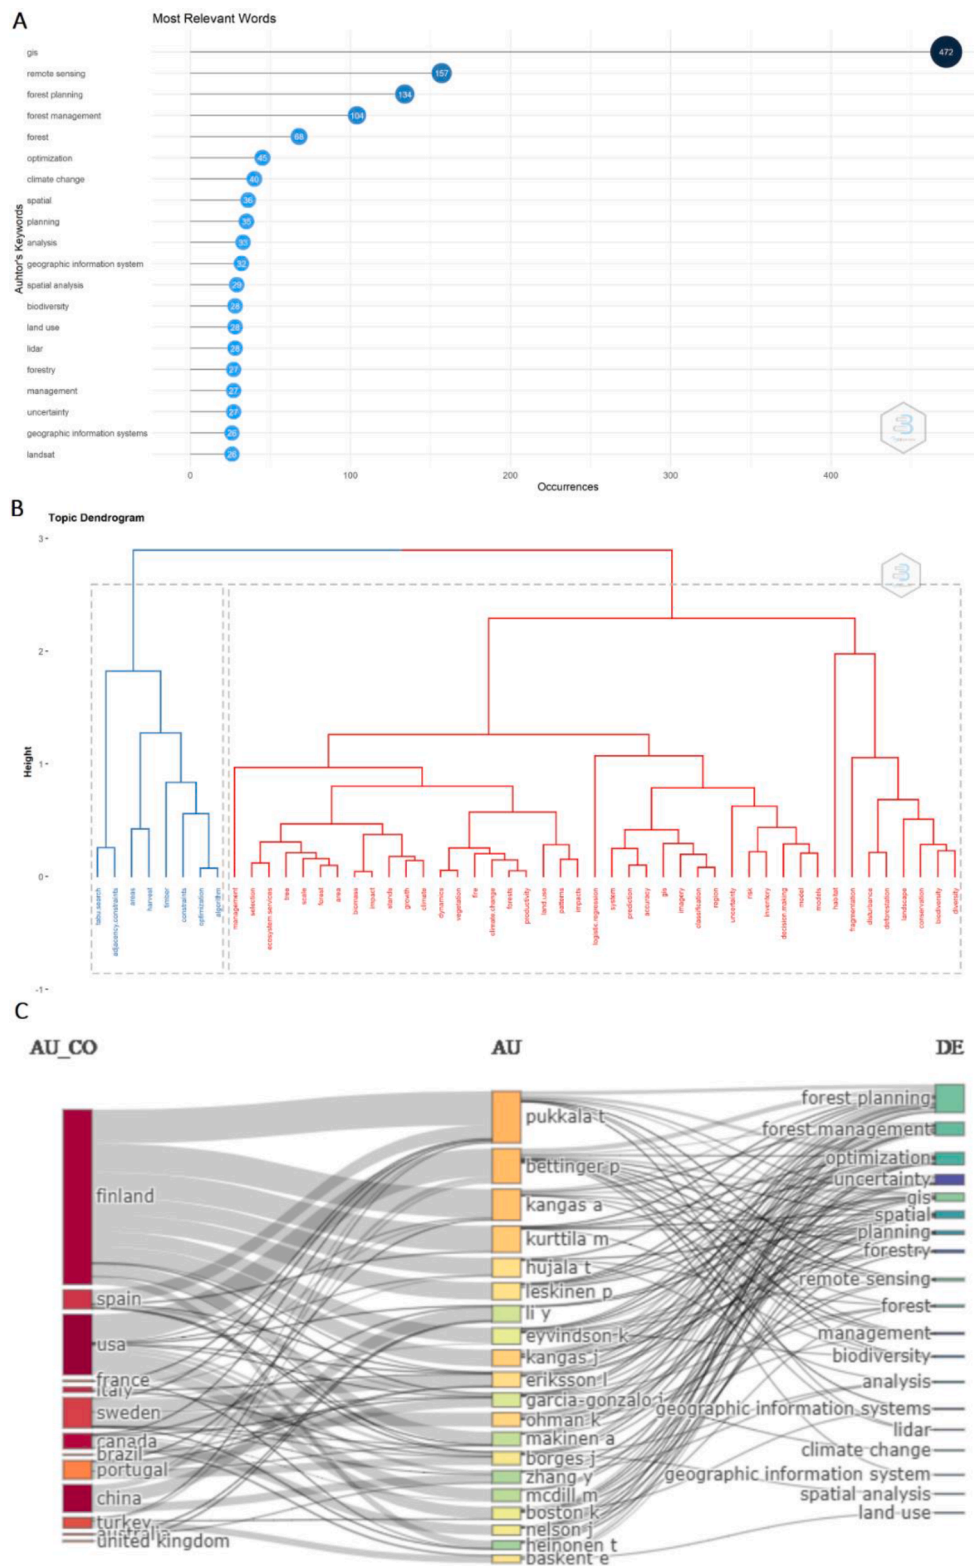 A
Most Relevant Words
Auhtor's Keywords
gis
472
remote sensing
157
forest planning
134
forest management
104
forest
68
optimization
45
climate change
40
spatial
36
planning
35
analysis
33
geographic information system
32
spatial analysis
29
biodiversity
28
land use
28
lidar
28
forestry
27
management
27
uncertainty
27
geographic information systems
26
landsat
26
0 100 200 300 400
Occurrences
B
Topic Dendrogram
Height
3
2
1
0
-1
tabu.search
adjacency.constraints
areas
harvest
timber
constraints
optimization
algorithm
management
selection
ecosystem.services
tree
scale
forest
area
biomass
impact
stands
growth
climate
dynamics
vegetation
fire
climate.change
forests
productivity
land.use
patterns
impacts
logistic.regression
system
prediction
accuracy
gis
imagery
classification
region
uncertainty
risk
inventory
decision.making
model
models
habitat
fragmentation
disturbance
deforestation
landscape
conservation
biodiversity
diversity
C
AU_CO AU DE
finland
spain
usa
france
italy
sweden
canada
brazil
portugal
china
turkey
australia
united kingdom
pukkala t
bettinger p
kangas a
kurttila m
hujala t
leskinen p
li y
eyvindson k
kangas j
eriksson l
garcia-gonzalo j
ohman k
makinen a
borges j
zhang y
mcdill m
boston k
nelson j
heinonen t
baskent e
forest planning
forest management
optimization
uncertainty
gis
spatial
planning
forestry
remote sensing
forest
management
biodiversity
analysis
geographic information systems
lidar
climate change
geographic information system
spatial analysis
land use